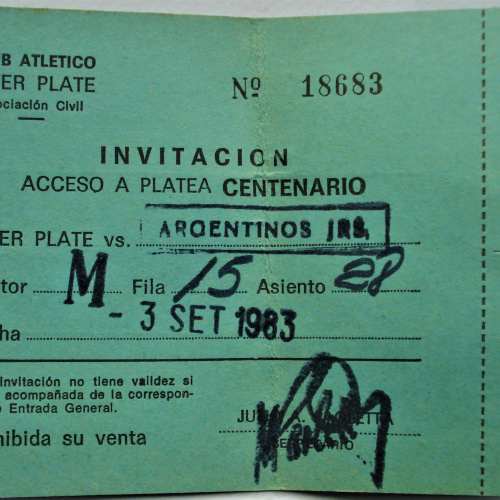 B ATLETICO
ER PLATE
ociación Civil
Nº 18683
INVITACION
ACCESO A PLATEA CENTENARIO
ER PLATE vs. ARGENTINOS JRS.
tor M Fila 15 Asiento 28
ha - 3 SET 1983
Invitación no tiene validez si
acompañada de la correspon-
e Entrada General.
hibida su venta